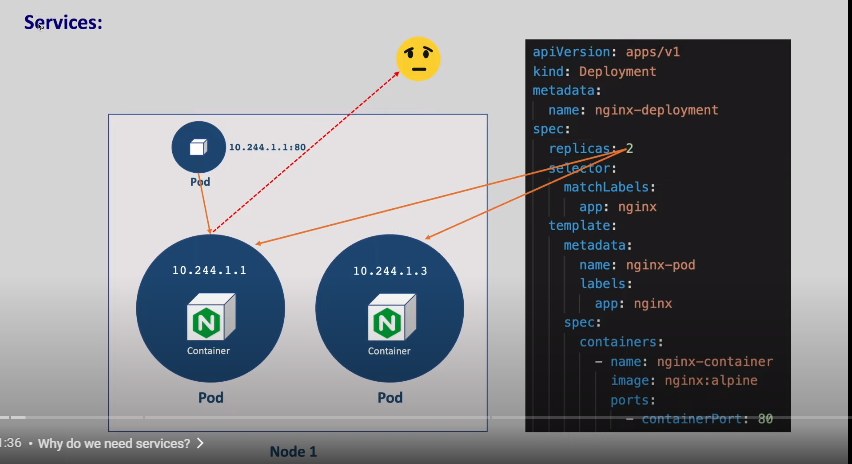 Services:
10.244.1.1:80
Pod
10.244.1.1
Container
Pod
10.244.1.3
Container
Pod
Node 1
apiVersion: apps/v1
kind: Deployment
metadata:
name: nginx-deployment
spec:
replicas: 2
selector:
matchLabels:
app: nginx
template:
metadata:
name: nginx-pod
labels:
app: nginx
spec:
containers:
- name: nginx-container
image: nginx:alpine
ports:
- containerPort: 80
1:36 • Why do we need services? >